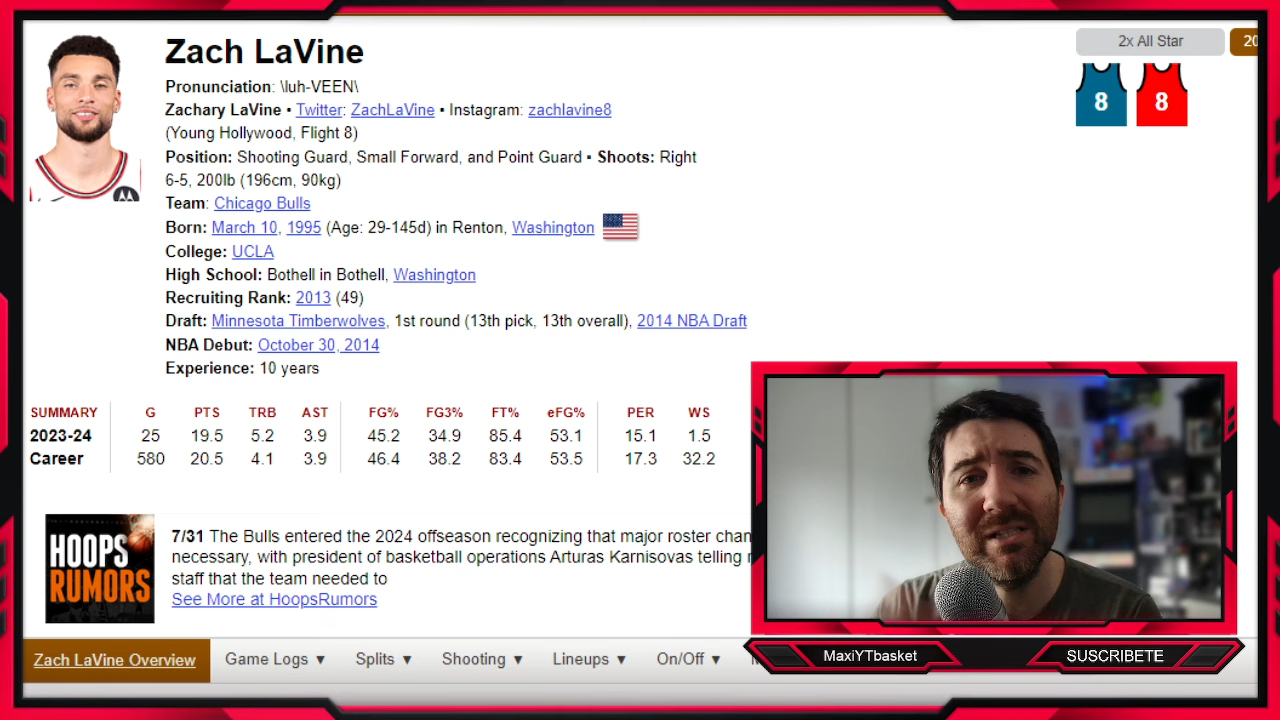 Zach LaVine
2x All Star
20
Pronunciation: \luh-VEEN\
8
8
Zachary LaVine • Twitter: ZachLaVine • Instagram: zachlavine8
(Young Hollywood, Flight 8)
Position: Shooting Guard, Small Forward, and Point Guard ▪ Shoots: Right
6-5, 200lb (196cm, 90kg)
Team: Chicago Bulls
Born: March 10, 1995 (Age: 29-145d) in Renton, Washington
College: UCLA
High School: Bothell in Bothell, Washington
Recruiting Rank: 2013 (49)
Draft: Minnesota Timberwolves, 1st round (13th pick, 13th overall), 2014 NBA Draft
NBA Debut: October 30, 2014
Experience: 10 years
SUMMARY G PTS TRB AST FG% FG3% FT% eFG% PER WS
2023-24 25 19.5 5.2 3.9 45.2 34.9 85.4 53.1 15.1 1.5
Career 580 20.5 4.1 3.9 46.4 38.2 83.4 53.5 17.3 32.2
HOOPS
RUMORS
7/31 The Bulls entered the 2024 offseason recognizing that major roster chan
necessary, with president of basketball operations Arturas Karnisovas telling
staff that the team needed to
See More at HoopsRumors
Zach LaVine Overview Game Logs ▼ Splits ▼ Shooting ▼ Lineups ▼ On/Off ▼
MaxiYTbasket
SUSCRIBETE